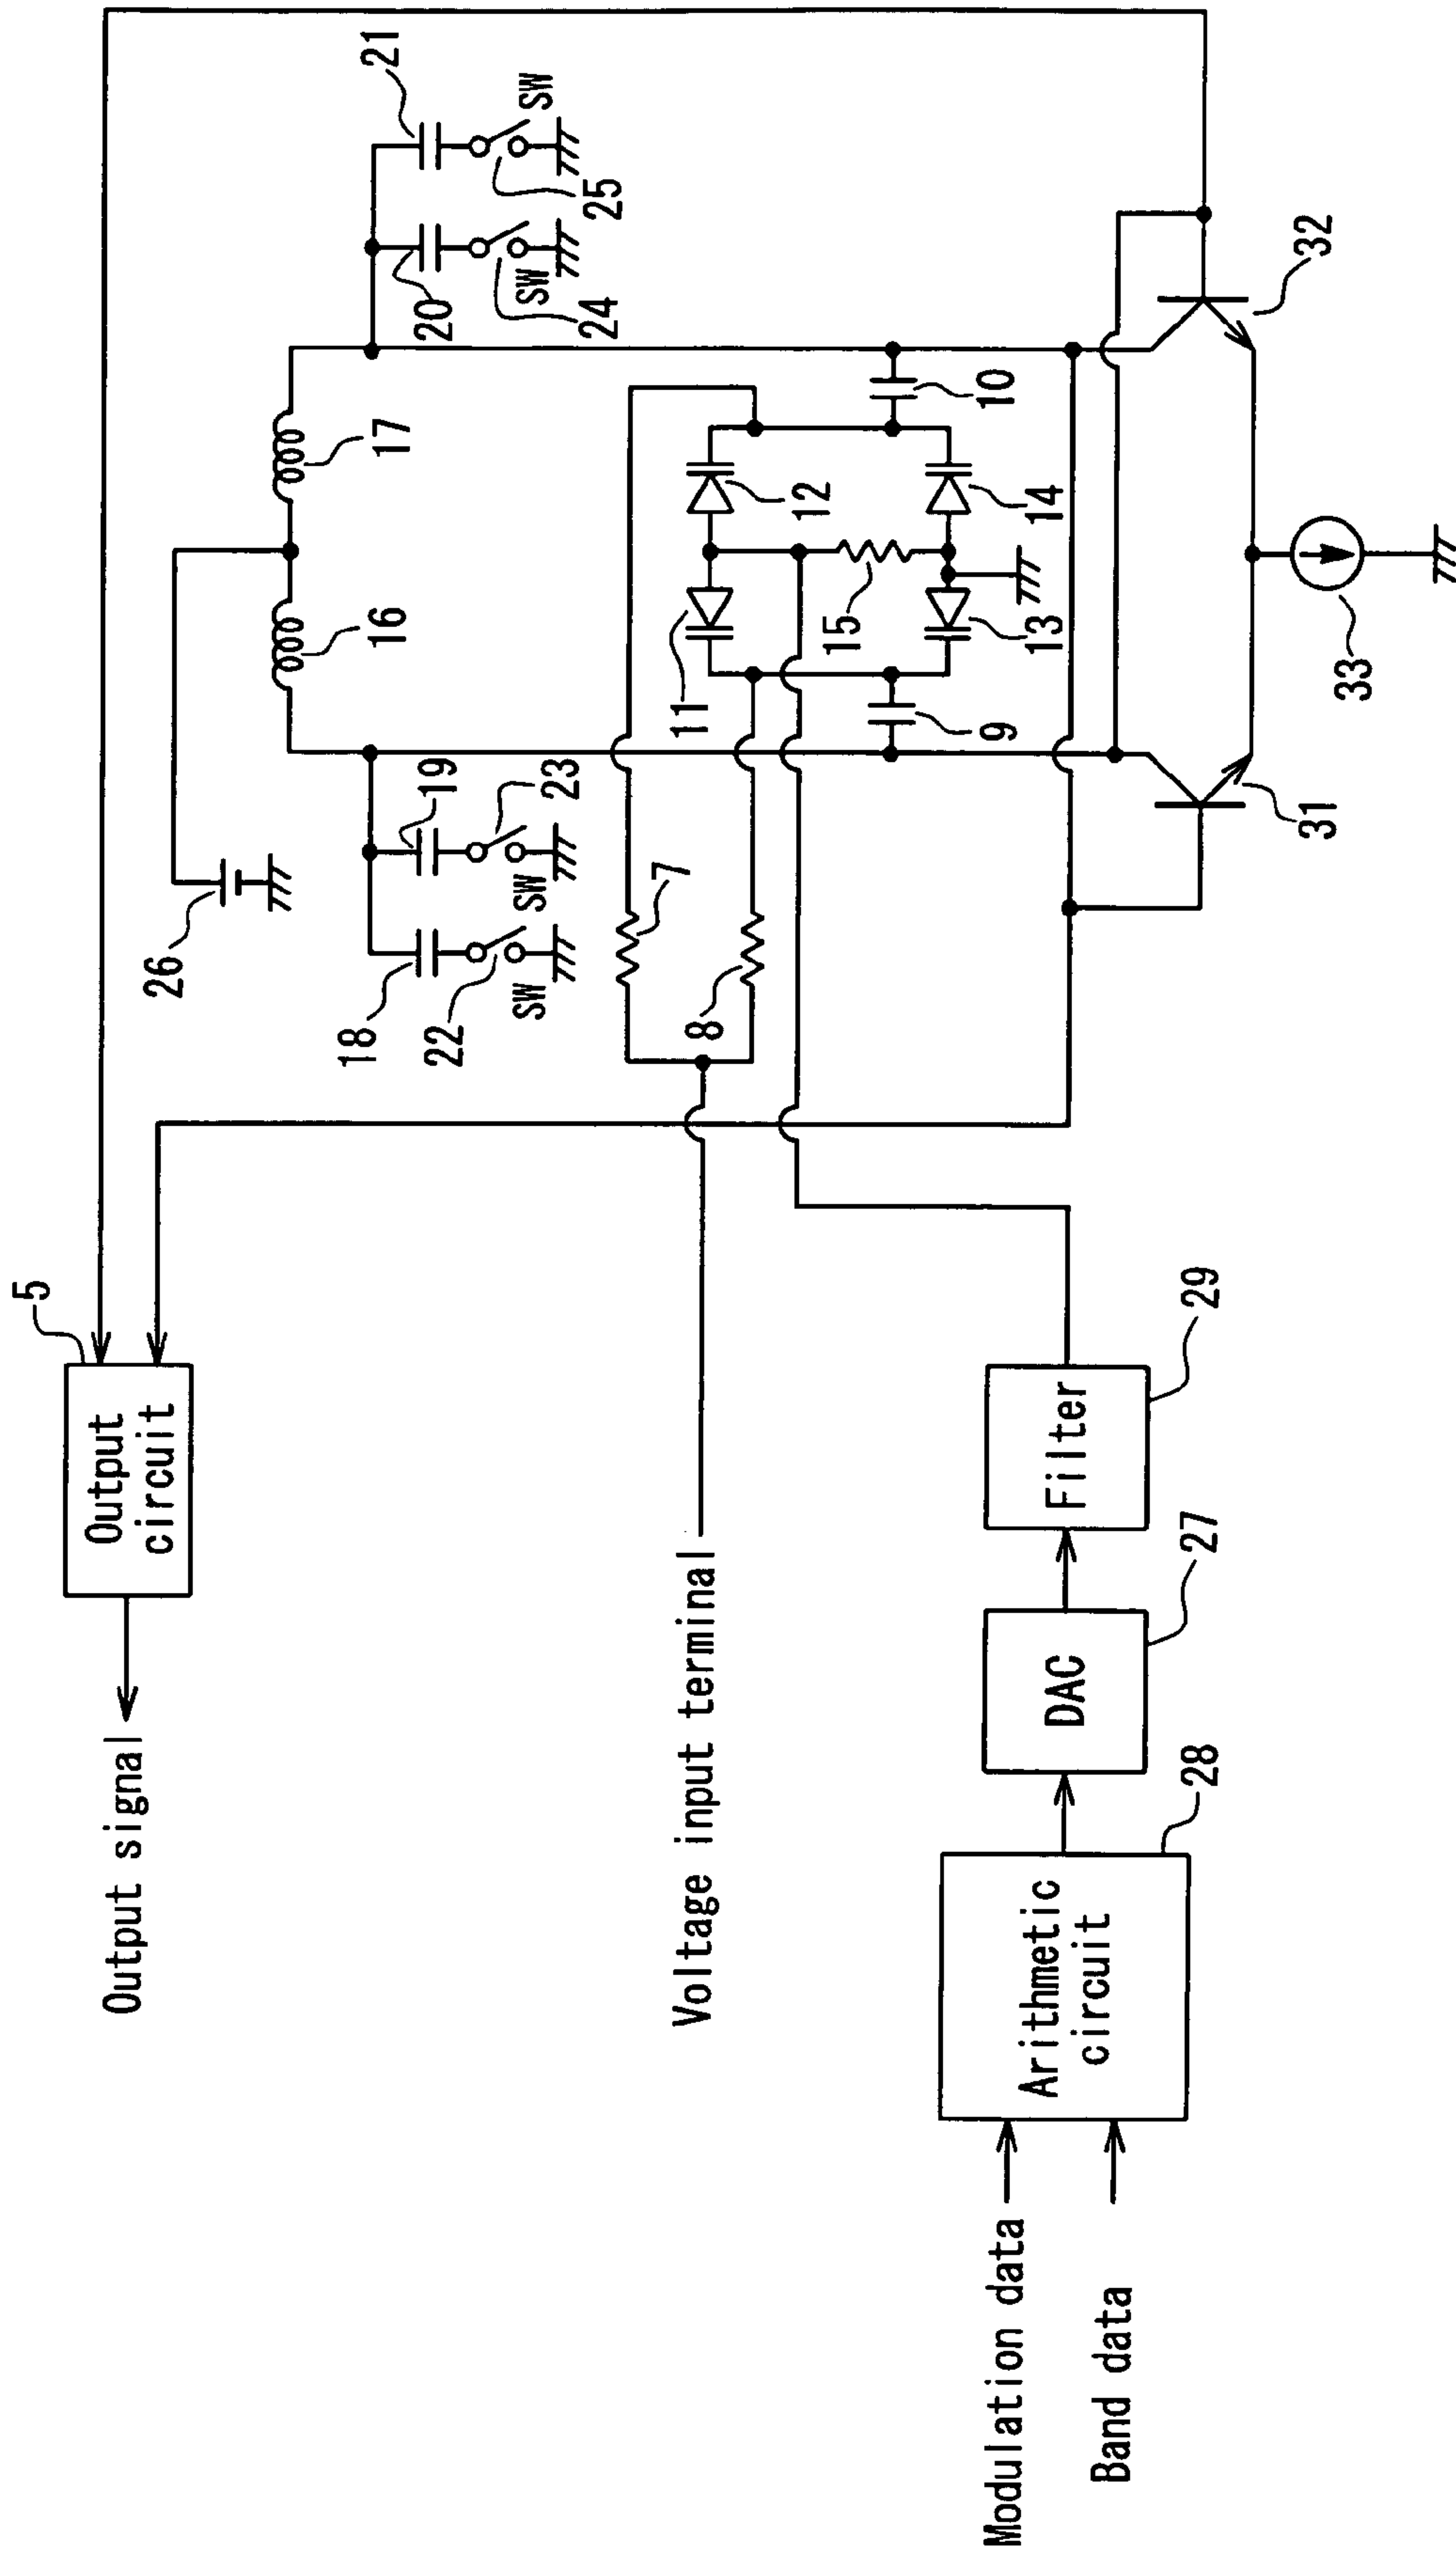 5
Output
circuit
Output signal
21
SW
25
20
SW
24
17
16
26
19
23
SW
18
22
SW
7
8
12
10
14
11
15
13
9
32
31
33
Voltage input terminal
Filter
29
DAC
27
Arithmetic
circuit
28
Modulation data
Band data